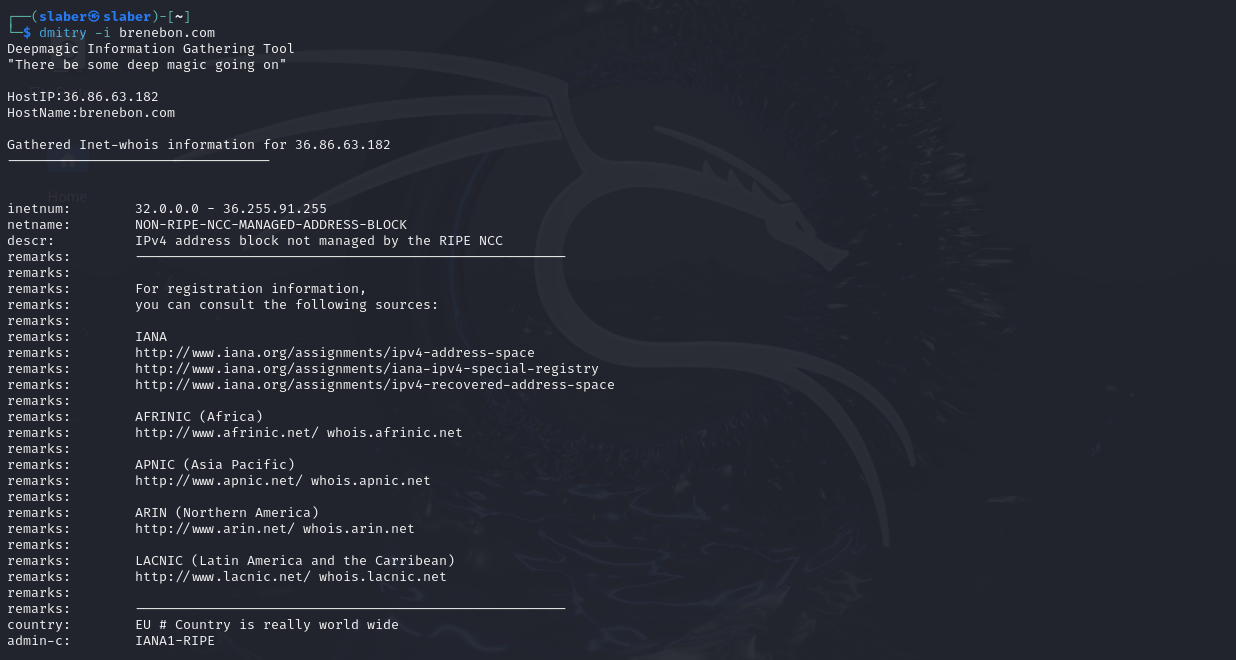 ┌──(slaber㉿slaber)-[~]
└─$ dmitry -i brenebon.com
Deepmagic Information Gathering Tool
"There be some deep magic going on"
HostIP:36.86.63.182
HostName:brenebon.com
Gathered Inet-whois information for 36.86.63.182
---------------------------------
Home
inetnum:        32.0.0.0 - 36.255.91.255
netname:        NON-RIPE-NCC-MANAGED-ADDRESS-BLOCK
descr:          IPv4 address block not managed by the RIPE NCC
remarks:        ------------------------------------------------------
remarks:
remarks:        For registration information,
remarks:        you can consult the following sources:
remarks:
remarks:        IANA
remarks:        http://www.iana.org/assignments/ipv4-address-space
remarks:        http://www.iana.org/assignments/iana-ipv4-special-registry
remarks:        http://www.iana.org/assignments/ipv4-recovered-address-space
remarks:
remarks:        AFRINIC (Africa)
remarks:        http://www.afrinic.net/ whois.afrinic.net
remarks:
remarks:        APNIC (Asia Pacific)
remarks:        http://www.apnic.net/ whois.apnic.net
remarks:
remarks:        ARIN (Northern America)
remarks:        http://www.arin.net/ whois.arin.net
remarks:
remarks:        LACNIC (Latin America and the Carribean)
remarks:        http://www.lacnic.net/ whois.lacnic.net
remarks:
remarks:        ------------------------------------------------------
country:        EU # Country is really world wide
admin-c:        IANA1-RIPE